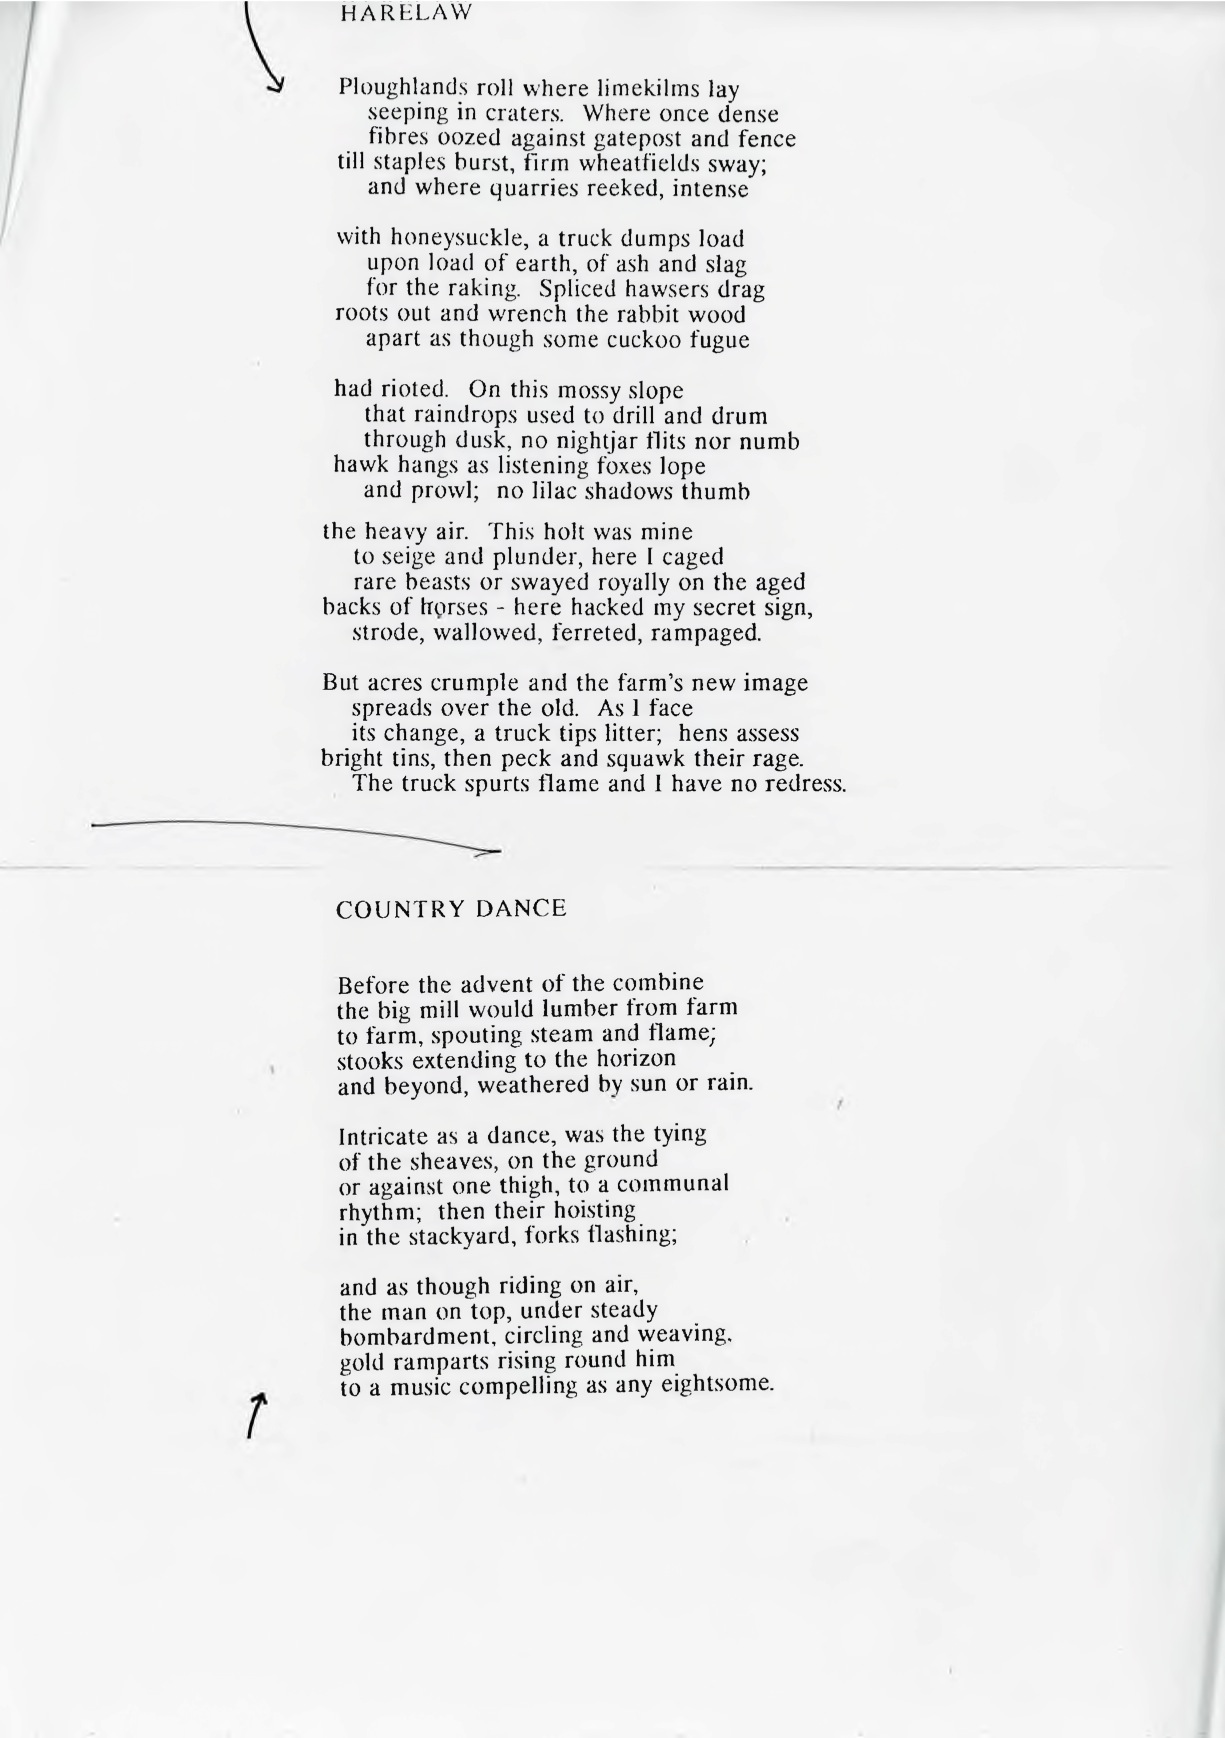 HARELAW
Ploughlands roll where limekilms lay
seeping in craters. Where once dense
fibres oozed against gatepost and fence
till staples burst, firm wheatfields sway;
and where quarries reeked, intense
with honeysuckle, a truck dumps load
upon load of earth, of ash and slag
for the raking. Spliced hawsers drag
roots out and wrench the rabbit wood
apart as though some cuckoo fugue
had rioted. On this mossy slope
that raindrops used to drill and drum
through dusk, no nightjar flits nor numb
hawk hangs as listening foxes lope
and prowl; no lilac shadows thumb
the heavy air. This holt was mine
to seige and plunder, here I caged
rare beasts or swayed royally on the aged
backs of horses - here hacked my secret sign,
strode, wallowed, ferreted, rampaged.
But acres crumple and the farm's new image
spreads over the old. As I face
its change, a truck tips litter; hens assess
bright tins, then peck and squawk their rage.
The truck spurts flame and I have no redress.
COUNTRY DANCE
Before the advent of the combine
the big mill would lumber from farm
to farm, spouting steam and flame;
stooks extending to the horizon
and beyond, weathered by sun or rain.
Intricate as a dance, was the tying
of the sheaves, on the ground
or against one thigh, to a communal
rhythm; then their hoisting
in the stackyard, forks flashing;
and as though riding on air,
the man on top, under steady
bombardment, circling and weaving,
gold ramparts rising round him
to a music compelling as any eightsome.